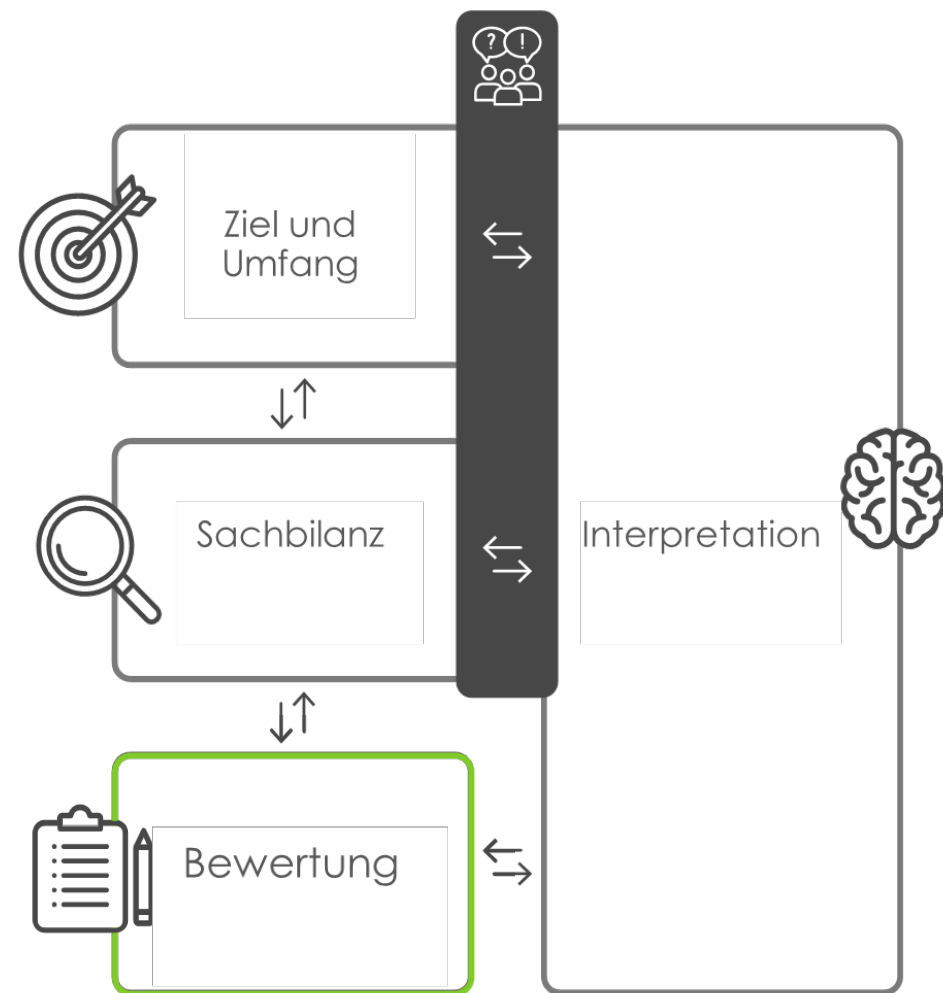 ? !
Ziel und
Umfang
Sachbilanz
Interpretation
Bewertung